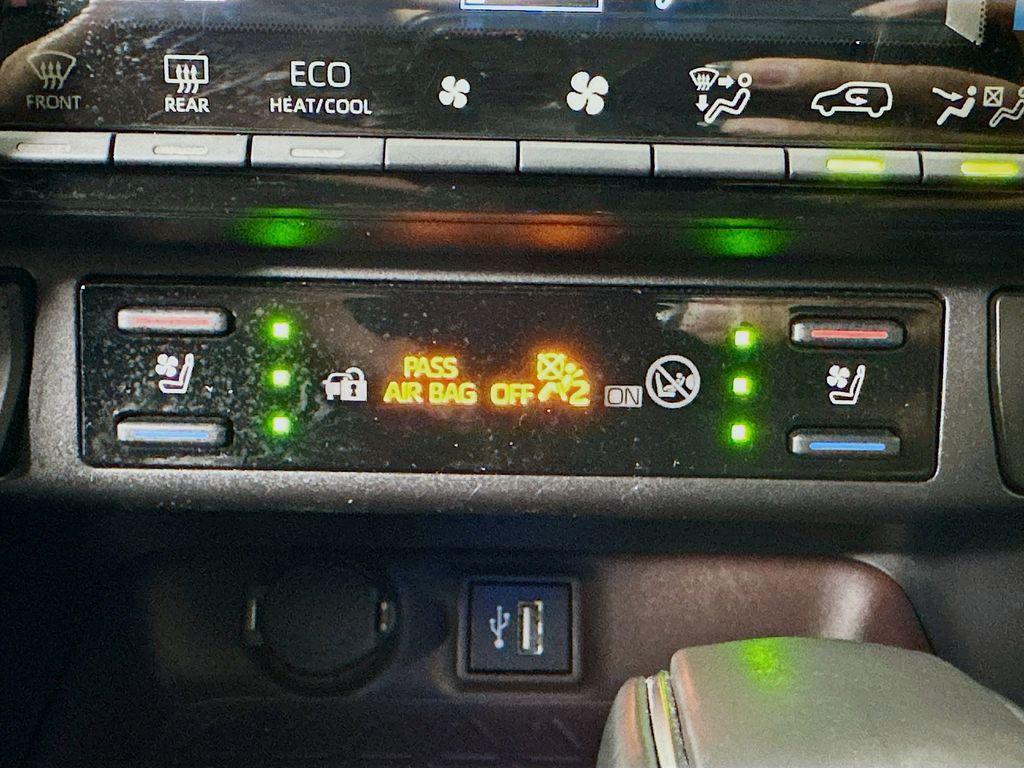 FRONT
REAR
ECO
HEAT/COOL
PASS
AIR BAG OFF 2 ON